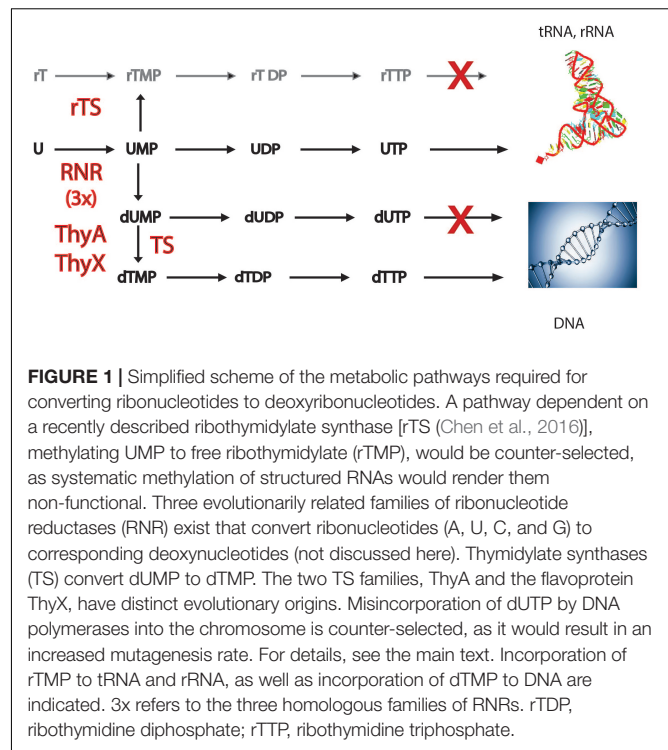 tRNA, rRNA
rT rTMP rT DP rTTP X
rTS
U UMP UDP UTP
RNR
(3x)
dUMP dUDP dUTP X
ThyA TS
ThyX
dTMP dTDP dTTP
DNA
FIGURE 1 | Simplified scheme of the metabolic pathways required for
converting ribonucleotides to deoxyribonucleotides. A pathway dependent on
a recently described ribothymidylate synthase [rTS (Chen et al., 2016)],
methylating UMP to free ribothymidylate (rTMP), would be counter-selected,
as systematic methylation of structured RNAs would render them
non-functional. Three evolutionarily related families of ribonucleotide
reductases (RNR) exist that convert ribonucleotides (A, U, C, and G) to
corresponding deoxynucleotides (not discussed here). Thymidylate synthases
(TS) convert dUMP to dTMP. The two TS families, ThyA and the flavoprotein
ThyX, have distinct evolutionary origins. Misincorporation of dUTP by DNA
polymerases into the chromosome is counter-selected, as it would result in an
increased mutagenesis rate. For details, see the main text. Incorporation of
rTMP to tRNA and rRNA, as well as incorporation of dTMP to DNA are
indicated. 3x refers to the three homologous families of RNRs. rTDP,
ribothymidine diphosphate; rTTP, ribothymidine triphosphate.